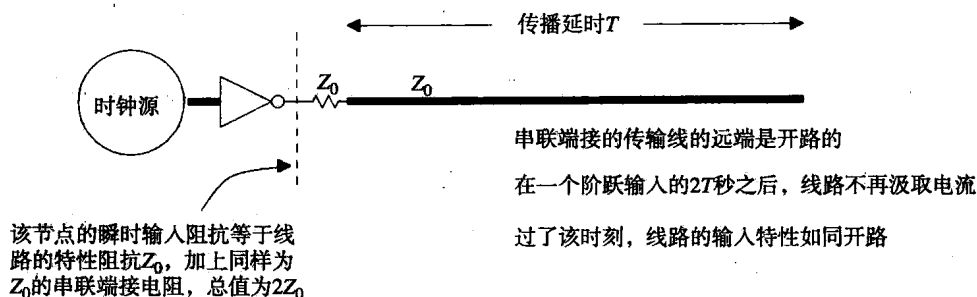 传播延时T
时钟源
Z0
Z0
串联端接的传输线的远端是开路的
在一个阶跃输入的2T秒之后，线路不再汲取电流
过了该时刻，线路的输入特性如同开路
该节点的瞬时输入阻抗等于线
路的特性阻抗Z0，加上同样为
Z0的串联端接电阻，总值为2Z0